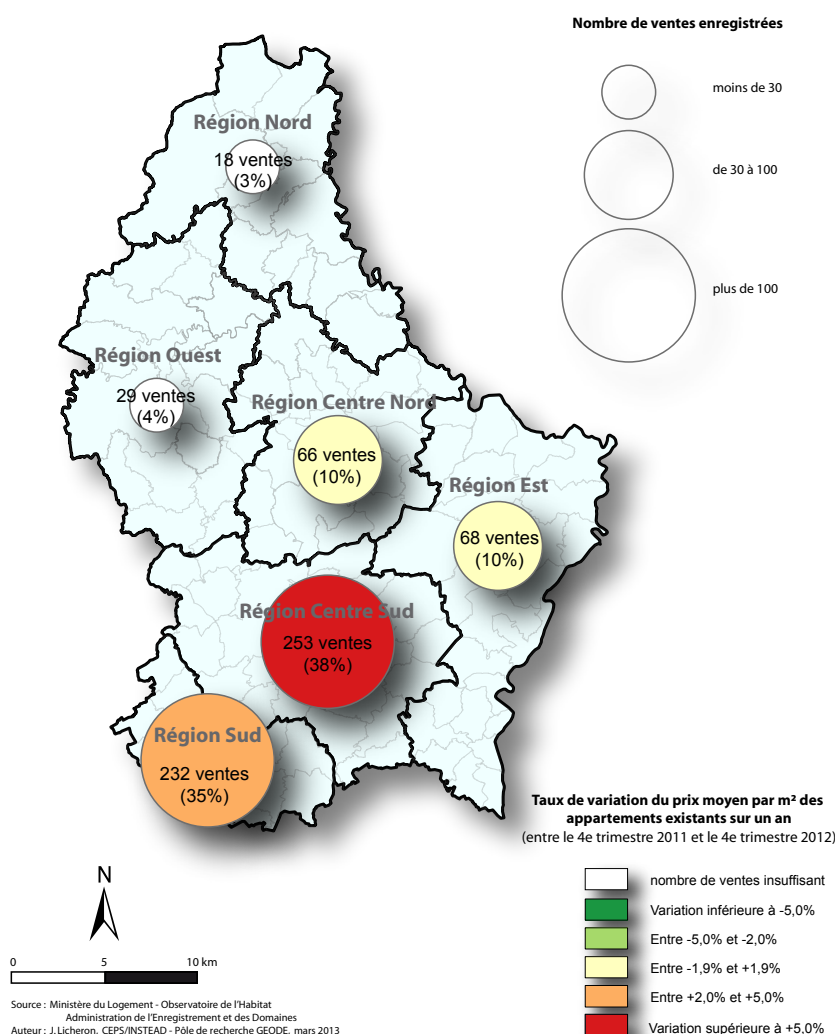 Nombre de ventes enregistrées
moins de 30
de 30 à 100
plus de 100
Région Nord
18 ventes
(3%)
Région Ouest
29 ventes
(4%)
Région Centre Nord
66 ventes
(10%)
Région Est
68 ventes
(10%)
Région Centre Sud
253 ventes
(38%)
Région Sud
232 ventes
(35%)
Taux de variation du prix moyen par m² des
appartements existants sur un an
(entre le 4e trimestre 2011 et le 4e trimestre 2012)
nombre de ventes insuffisant
Variation inférieure à -5,0%
Entre -5,0% et -2,0%
Entre -1,9% et +1,9%
Entre +2,0% et +5,0%
Variation supérieure à +5,0%
N
0 5 10 km
Source : Ministère du Logement - Observatoire de l'Habitat
Administration de l'Enregistrement et des Domaines
Auteur : J.Licheron, CEPS/INSTEAD - Pôle de recherche GEODE, mars 2013